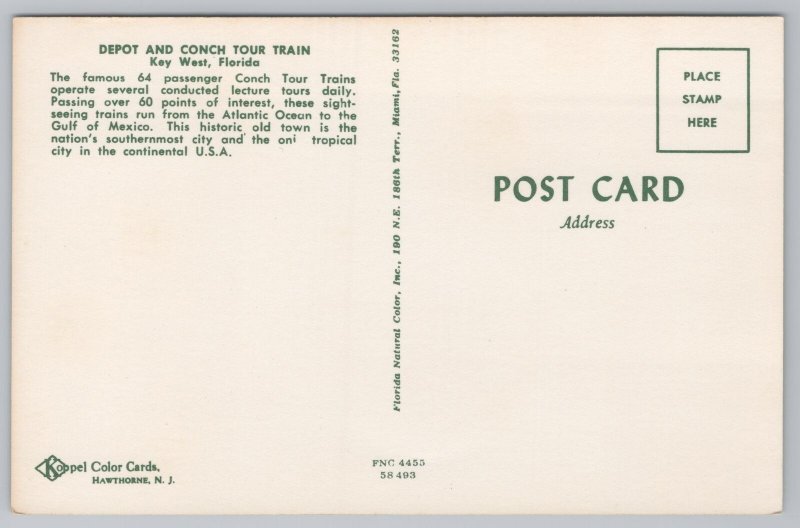 DEPOT AND CONCH TOUR TRAIN
Key West, Florida
The famous 64 passenger Conch Tour Trains
operate several conducted lecture tours daily.
Passing over 60 points of interest, these sight-
seeing trains run from the Atlantic Ocean to the
Gulf of Mexico. This historic old town is the
nation's southernmost city and the onl tropical
city in the continental U.S.A.
Koppel Color Cards,
HAWTHORNE, N. J.
Florida Natural Color, Inc., 190 N.E. 186th Terr., Miami, Fla. 33162
FNC 4455
58493
PLACE
STAMP
HERE
POST CARD
Address